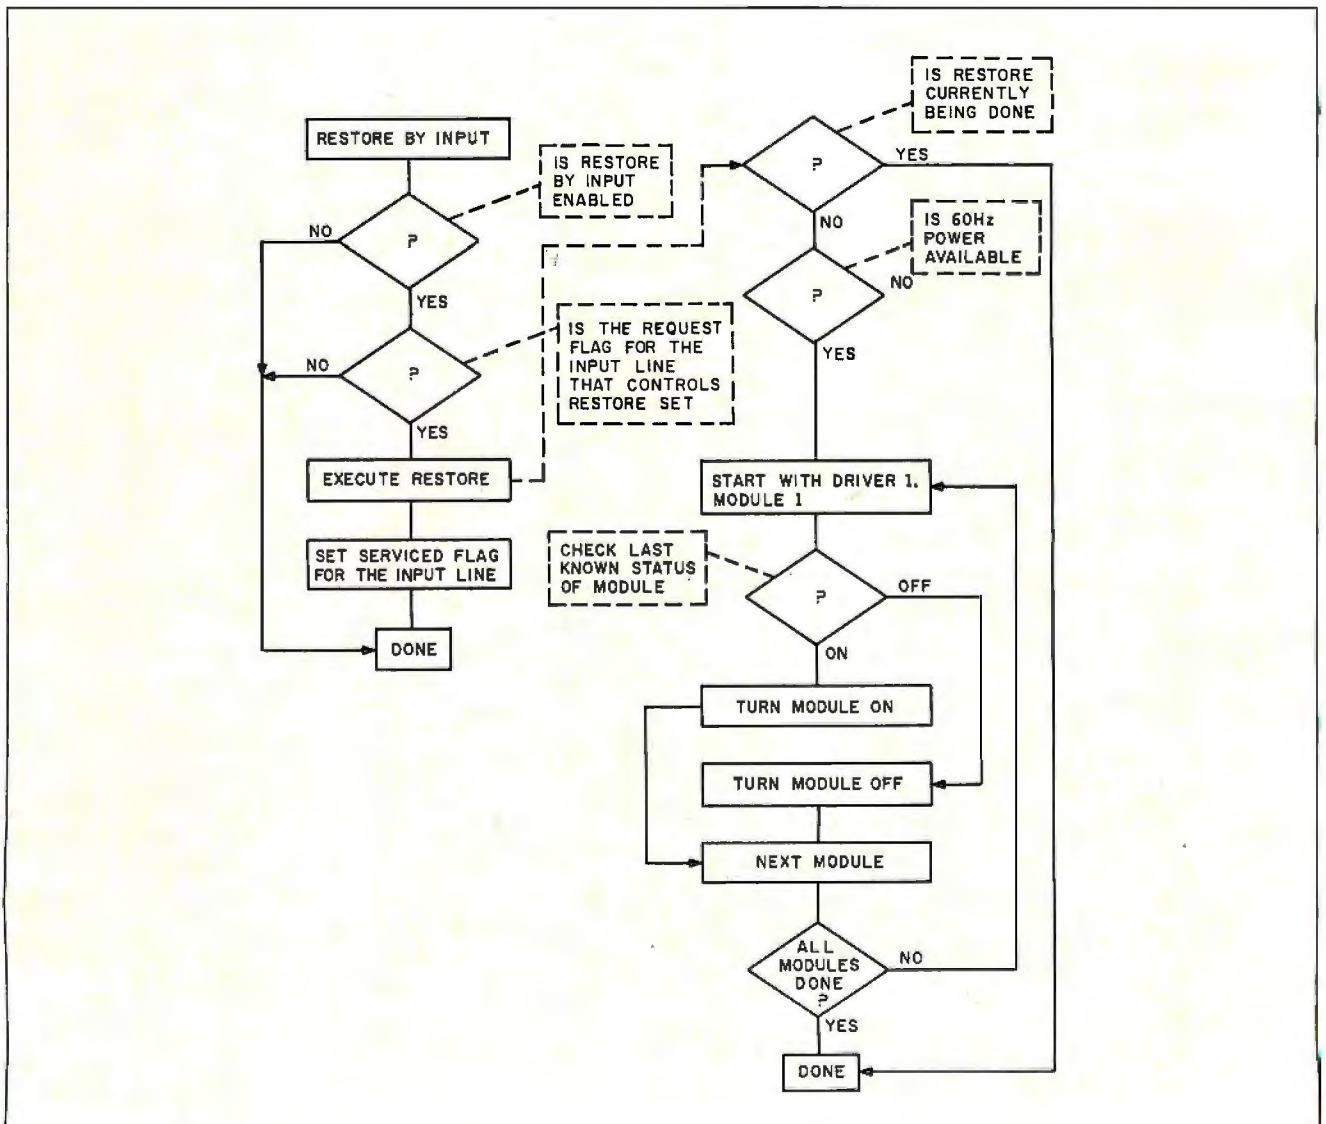 RESTORE BY INPUT
IS RESTORE
BY INPUT
ENABLED
?
NO
YES
IS THE REQUEST
FLAG FOR THE
INPUT LINE
THAT CONTROLS
RESTORE SET
?
NO
YES
EXECUTE RESTORE
SET SERVICED FLAG
FOR THE INPUT LINE
DONE
IS RESTORE
CURRENTLY
BEING DONE
?
YES
NO
IS 60Hz
POWER
AVAILABLE
?
NO
YES
START WITH DRIVER 1,
MODULE 1
CHECK LAST
KNOWN STATUS
OF MODULE
?
OFF
ON
TURN MODULE ON
TURN MODULE OFF
NEXT MODULE
ALL
MODULES
DONE
?
NO
YES
DONE